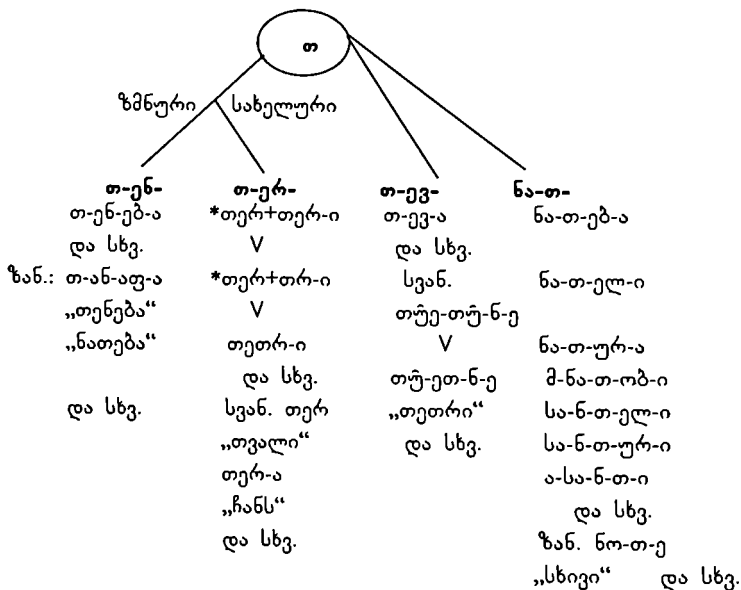 თ
ზმნური სახელური
თ-ენ- თ-ერ- თ-ევ- ნა-თ-
თ-ენ-ებ-ა *თერ+თერ-ი თ-ევ-ა ნა-თ-ებ-ა
და სხვ. V და სხვ.
ზან.: თ-ან-აფ-ა *თერ+თრ-ი სვან. ნა-თ-ელ-ი
„თენება“ V თუ̂ე-თუ̂-ნ-ე
„ნათება“ თეთრ-ი V ნა-თ-ურ-ა
და სხვ. თუ̂-ეთ-ნ-ე მ-ნა-თ-ობ-ი
და სხვ. სვან. თერ „თეთრი“ სა-ნ-თ-ელ-ი
„თვალი“ და სხვ. სა-ნ-თ-ურ-ი
თერ-ა ა-სა-ნ-თ-ი
„ჩანს“ და სხვ.
და სხვ. ზან. ნო-თ-ე
„სხივი“ და სხვ.